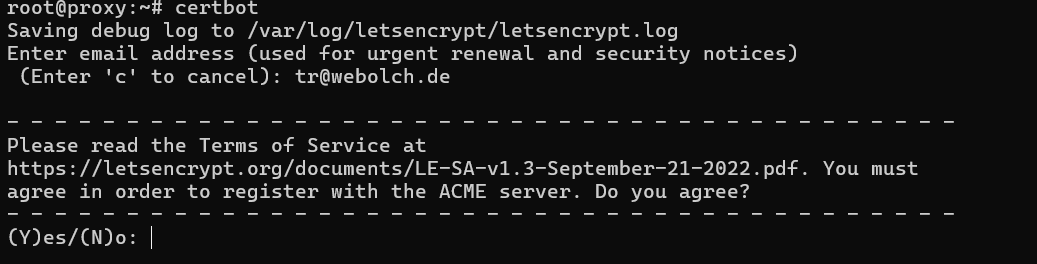 root@proxy:~# certbot
Saving debug log to /var/log/letsencrypt/letsencrypt.log
Enter email address (used for urgent renewal and security notices)
 (Enter 'c' to cancel): tr@webolch.de
- - - - - - - - - - - - - - - - - - - - - - - - - - - - - - - - - - - - - - - -
Please read the Terms of Service at
https://letsencrypt.org/documents/LE-SA-v1.3-September-21-2022.pdf. You must
agree in order to register with the ACME server. Do you agree?
- - - - - - - - - - - - - - - - - - - - - - - - - - - - - - - - - - - - - - - -
(Y)es/(N)o: